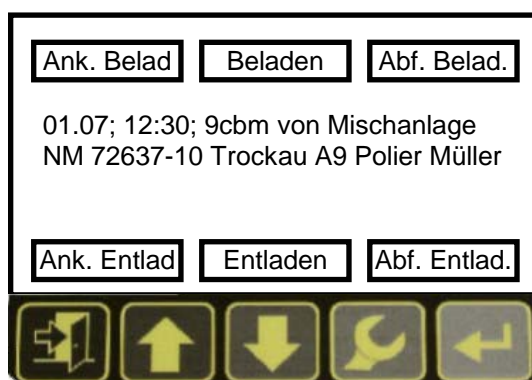 Ank. Belad Beladen Abf. Belad.
01.07; 12:30; 9cbm von Mischanlage
NM 72637-10 Trockau A9 Polier Müller
Ank. Entlad Entladen Abf. Entlad.